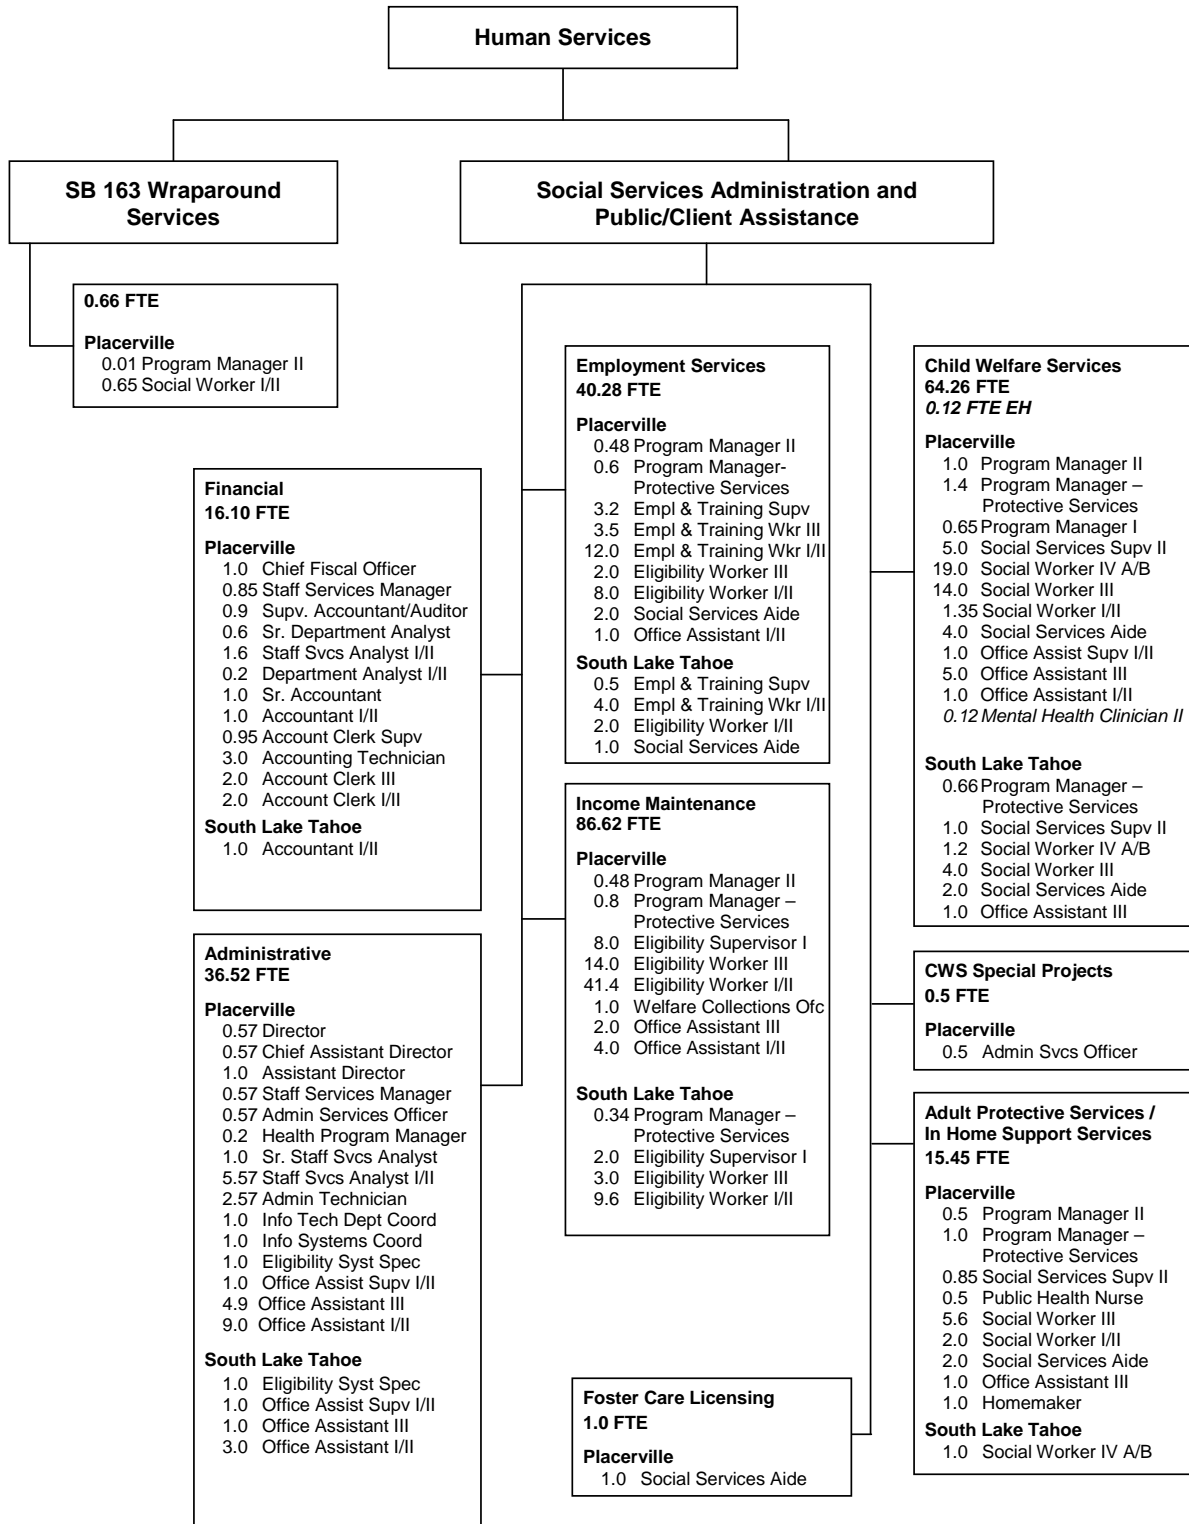 Human Services
SB 163 Wraparound
Services
Social Services Administration and
Public/Client Assistance
0.66 FTE
Placerville
0.01 Program Manager II
0.65 Social Worker I/II
Financial
16.10 FTE
Placerville
1.0 Chief Fiscal Officer
0.85 Staff Services Manager
0.9 Supv. Accountant/Auditor
0.6 Sr. Department Analyst
1.6 Staff Svcs Analyst I/II
0.2 Department Analyst I/II
1.0 Sr. Accountant
1.0 Accountant I/II
0.95 Account Clerk Supv
3.0 Accounting Technician
2.0 Account Clerk III
2.0 Account Clerk I/II
South Lake Tahoe
1.0 Accountant I/II
Administrative
36.52 FTE
Placerville
0.57 Director
0.57 Chief Assistant Director
1.0 Assistant Director
0.57 Staff Services Manager
0.57 Admin Services Officer
0.2 Health Program Manager
1.0 Sr. Staff Svcs Analyst
5.57 Staff Svcs Analyst I/II
2.57 Admin Technician
1.0 Info Tech Dept Coord
1.0 Info Systems Coord
1.0 Eligibility Syst Spec
1.0 Office Assist Supv I/II
4.9 Office Assistant III
9.0 Office Assistant I/II
South Lake Tahoe
1.0 Eligibility Syst Spec
1.0 Office Assist Supv I/II
1.0 Office Assistant III
3.0 Office Assistant I/II
Employment Services
40.28 FTE
Placerville
0.48 Program Manager II
0.6 Program Manager-
Protective Services
3.2 Empl & Training Supv
3.5 Empl & Training Wkr III
12.0 Empl & Training Wkr I/II
2.0 Eligibility Worker III
8.0 Eligibility Worker I/II
2.0 Social Services Aide
1.0 Office Assistant I/II
South Lake Tahoe
0.5 Empl & Training Supv
4.0 Empl & Training Wkr I/II
2.0 Eligibility Worker I/II
1.0 Social Services Aide
Income Maintenance
86.62 FTE
Placerville
0.48 Program Manager II
0.8 Program Manager –
Protective Services
8.0 Eligibility Supervisor I
14.0 Eligibility Worker III
41.4 Eligibility Worker I/II
1.0 Welfare Collections Ofc
2.0 Office Assistant III
4.0 Office Assistant I/II
South Lake Tahoe
0.34 Program Manager –
Protective Services
2.0 Eligibility Supervisor I
3.0 Eligibility Worker III
9.6 Eligibility Worker I/II
Foster Care Licensing
1.0 FTE
Placerville
1.0 Social Services Aide
Child Welfare Services
64.26 FTE
0.12 FTE EH
Placerville
1.0 Program Manager II
1.4 Program Manager –
Protective Services
0.65 Program Manager I
5.0 Social Services Supv II
19.0 Social Worker IV A/B
14.0 Social Worker III
1.35 Social Worker I/II
4.0 Social Services Aide
1.0 Office Assist Supv I/II
5.0 Office Assistant III
1.0 Office Assistant I/II
0.12 Mental Health Clinician II
South Lake Tahoe
0.66 Program Manager –
Protective Services
1.0 Social Services Supv II
1.2 Social Worker IV A/B
4.0 Social Worker III
2.0 Social Services Aide
1.0 Office Assistant III
CWS Special Projects
0.5 FTE
Placerville
0.5 Admin Svcs Officer
Adult Protective Services /
In Home Support Services
15.45 FTE
Placerville
0.5 Program Manager II
1.0 Program Manager –
Protective Services
0.85 Social Services Supv II
0.5 Public Health Nurse
5.6 Social Worker III
2.0 Social Worker I/II
2.0 Social Services Aide
1.0 Office Assistant III
1.0 Homemaker
South Lake Tahoe
1.0 Social Worker IV A/B